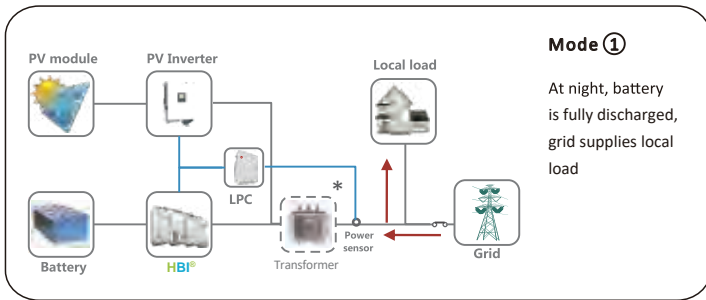 Mode ①
At night, battery
is fully discharged,
grid supplies local
load
PV module
PV Inverter
Local load
LPC
*
Power
sensor
Battery
HBI®
Transformer
Grid